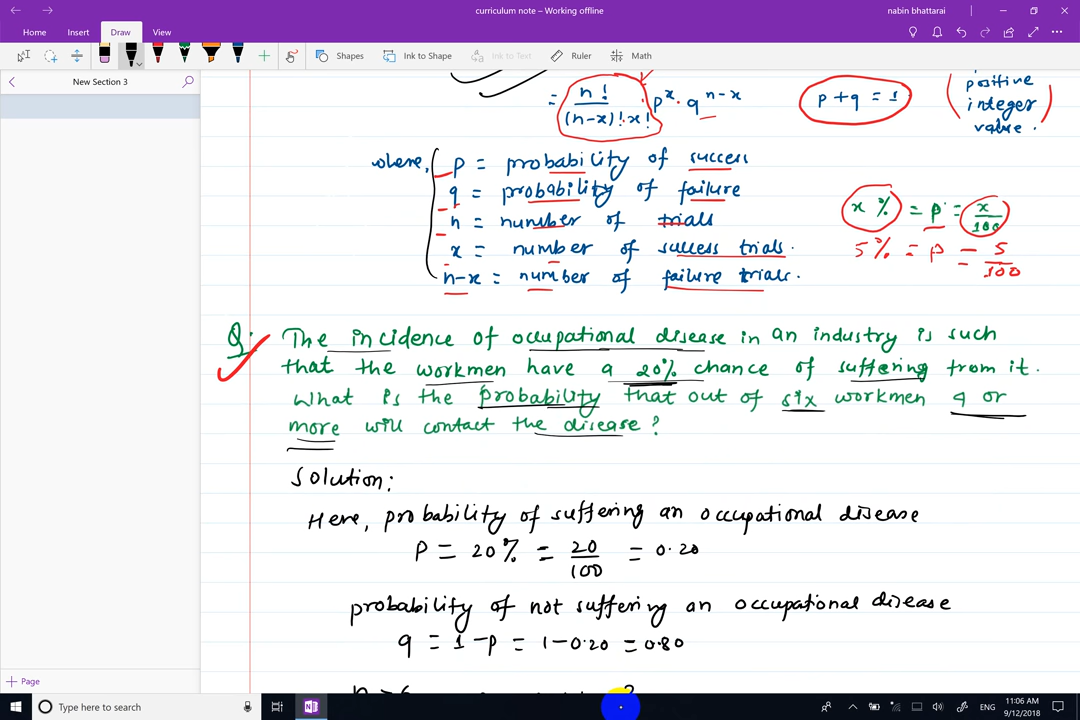 curriculum note – Working offline
nabin bhattarai
Home Insert Draw View
Shapes Ink to Shape Ink to Text Ruler Math
New Section 3
positive
integer
value.
= n! / (n-x)! x! p^x · q^n-x
p + q = 1
where, p = probability of success
q = probability of failure
n = number of trials
x = number of success trials.
n-x = number of failure trials.
x % = p = x/100
5% = p = 5/100
Q: The incidence of occupational disease in an industry is such
that the workmen have a 20% chance of suffering from it.
What is the probability that out of six workmen 4 or
more will contact the disease?
Solution:
Here, probability of suffering an occupational disease
P = 20% = 20/100 = 0.20
probability of not suffering an occupational disease
q = 1 - p = 1 - 0.20 = 0.80
+ Page
Type here to search
ENG
11:06 AM
9/12/2018